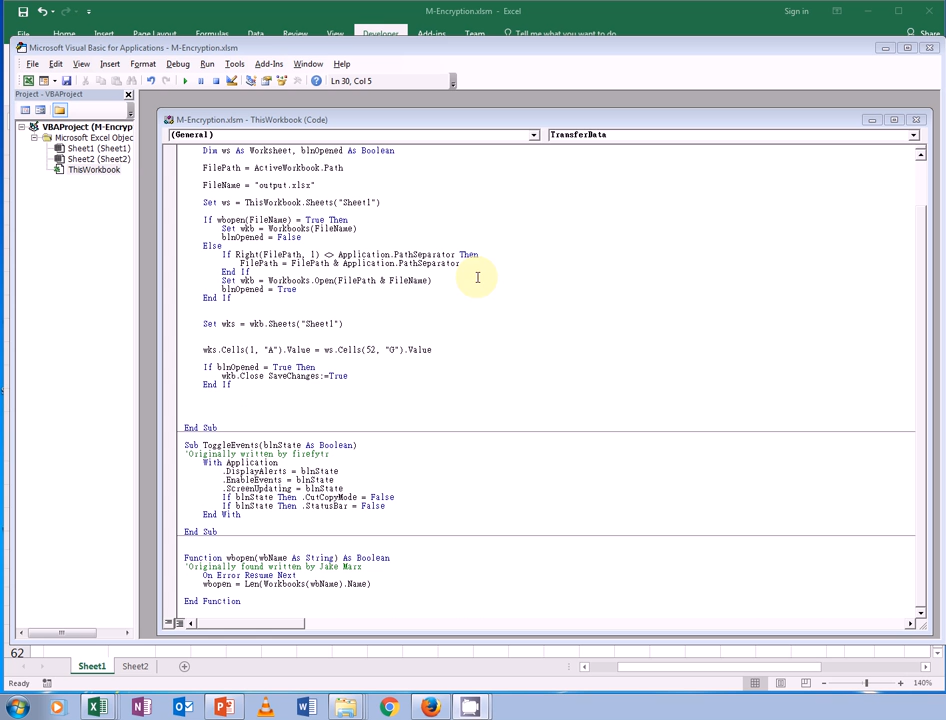 M-Encryption.xlsm - Excel
Sign in
File Home Insert Page Layout Formulas Data Review View Developer Add-ins Team Tell me what you want to do Share
Microsoft Visual Basic for Applications - M-Encryption.xlsm
File Edit View Insert Format Debug Run Tools Add-Ins Window Help
Ln 30, Col 5
Project - VBAProject
VBAProject (M-Encryp
Microsoft Excel Objec
Sheet1 (Sheet1)
Sheet2 (Sheet2)
ThisWorkbook
M-Encryption.xlsm - ThisWorkbook (Code)
(General) TransferData
Dim ws As Worksheet, blnOpened As Boolean
FilePath = ActiveWorkbook.Path
FileName = "output.xlsx"
Set ws = ThisWorkbook.Sheets("Sheet1")
If wbopen(FileName) = True Then
Set wkb = Workbooks(FileName)
blnOpened = False
Else
If Right(FilePath, 1) <> Application.PathSeparator Then
FilePath = FilePath & Application.PathSeparator
End If
Set wkb = Workbooks.Open(FilePath & FileName)
blnOpened = True
End If
Set wks = wkb.Sheets("Sheet1")
wks.Cells(1, "A").Value = ws.Cells(52, "G").Value
If blnOpened = True Then
wkb.Close SaveChanges:=True
End If
End Sub
Sub ToggleEvents(blnState As Boolean)
'Originally written by firefytr
With Application
.DisplayAlerts = blnState
.EnableEvents = blnState
.ScreenUpdating = blnState
If blnState Then .CutCopyMode = False
If blnState Then .StatusBar = False
End With
End Sub
Function wbopen(wbName As String) As Boolean
'Originally found written by Jake Marx
On Error Resume Next
wbopen = Len(Workbooks(wbName).Name)
End Function
62
Sheet1 Sheet2
Ready 140%